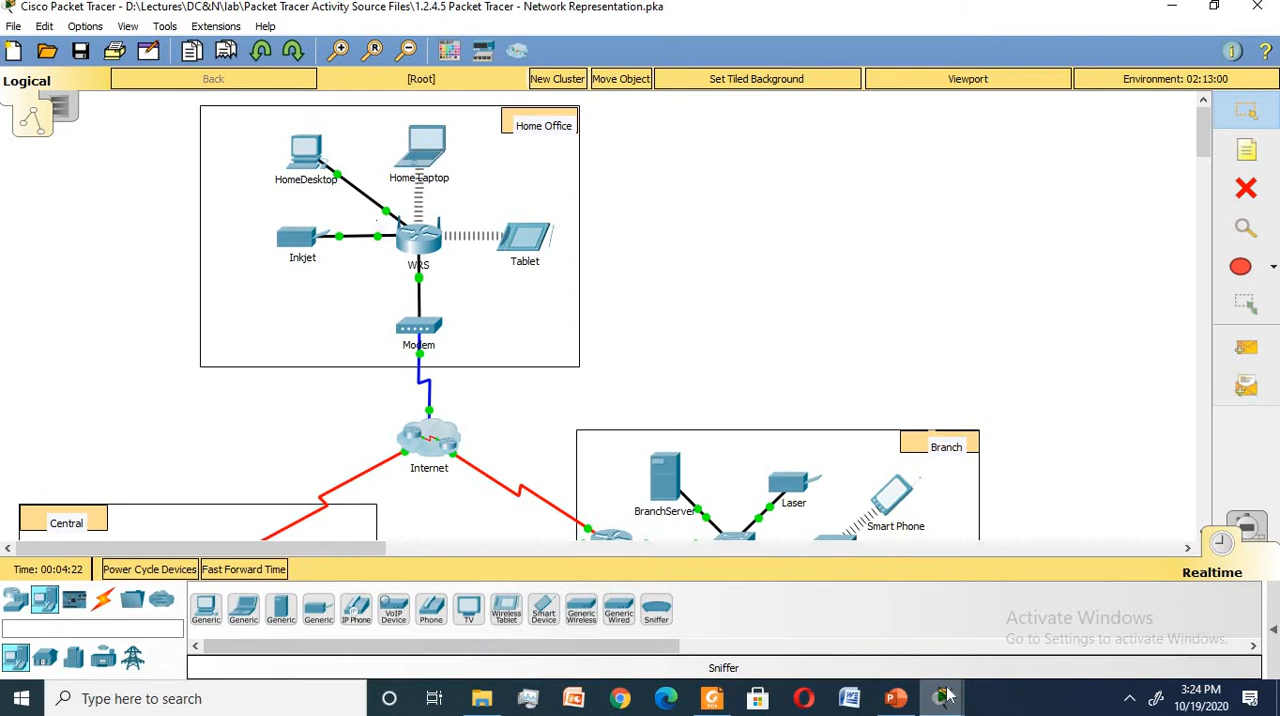 Cisco Packet Tracer - D:\Lectures\DC&N\lab\Packet Tracer Activity Source Files\1.2.4.5 Packet Tracer - Network Representation.pka
File Edit Options View Tools Extensions Help
Logical Back [Root] New Cluster Move Object Set Tiled Background Viewport Environment: 02:13:00
Home Office
HomeDesktop
Home-Laptop
Inkjet
WRS
Tablet
Modem
Internet
Branch
BranchServer
Laser
Smart Phone
Central
Time: 00:04:22 Power Cycle Devices Fast Forward Time
Realtime
Generic Generic Generic Generic IP Phone VoIP Device Phone TV Wireless Tablet Smart Device Generic Wireless Generic Wired Sniffer
Sniffer
Activate Windows
Go to Settings to activate Windows.
Type here to search
3:24 PM
10/19/2020